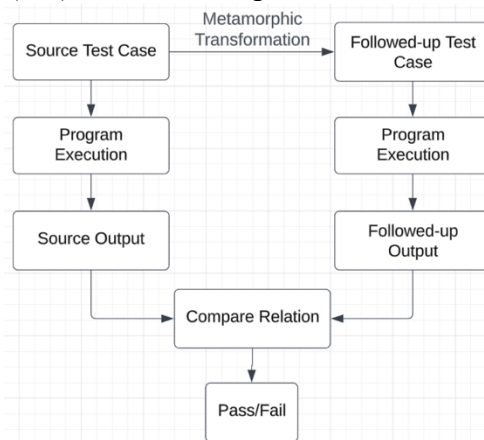 Metamorphic
Transformation
Source Test Case
Followed-up Test
Case
Program
Execution
Program
Execution
Source Output
Followed-up
Output
Compare Relation
Pass/Fail